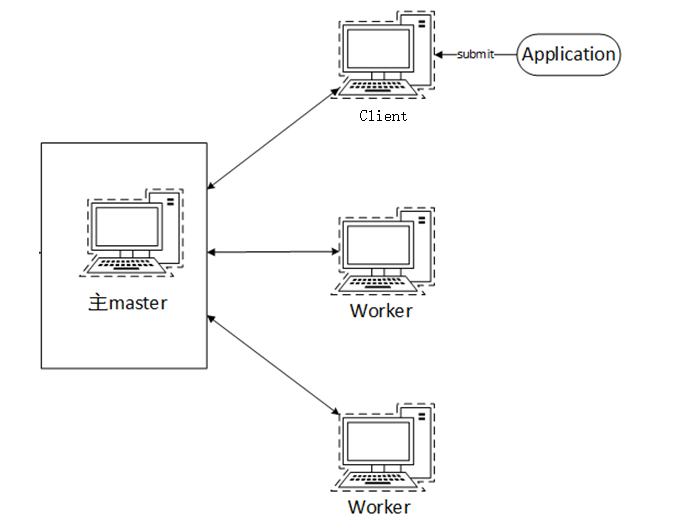 submit
Application
Client
主master
Worker
Worker